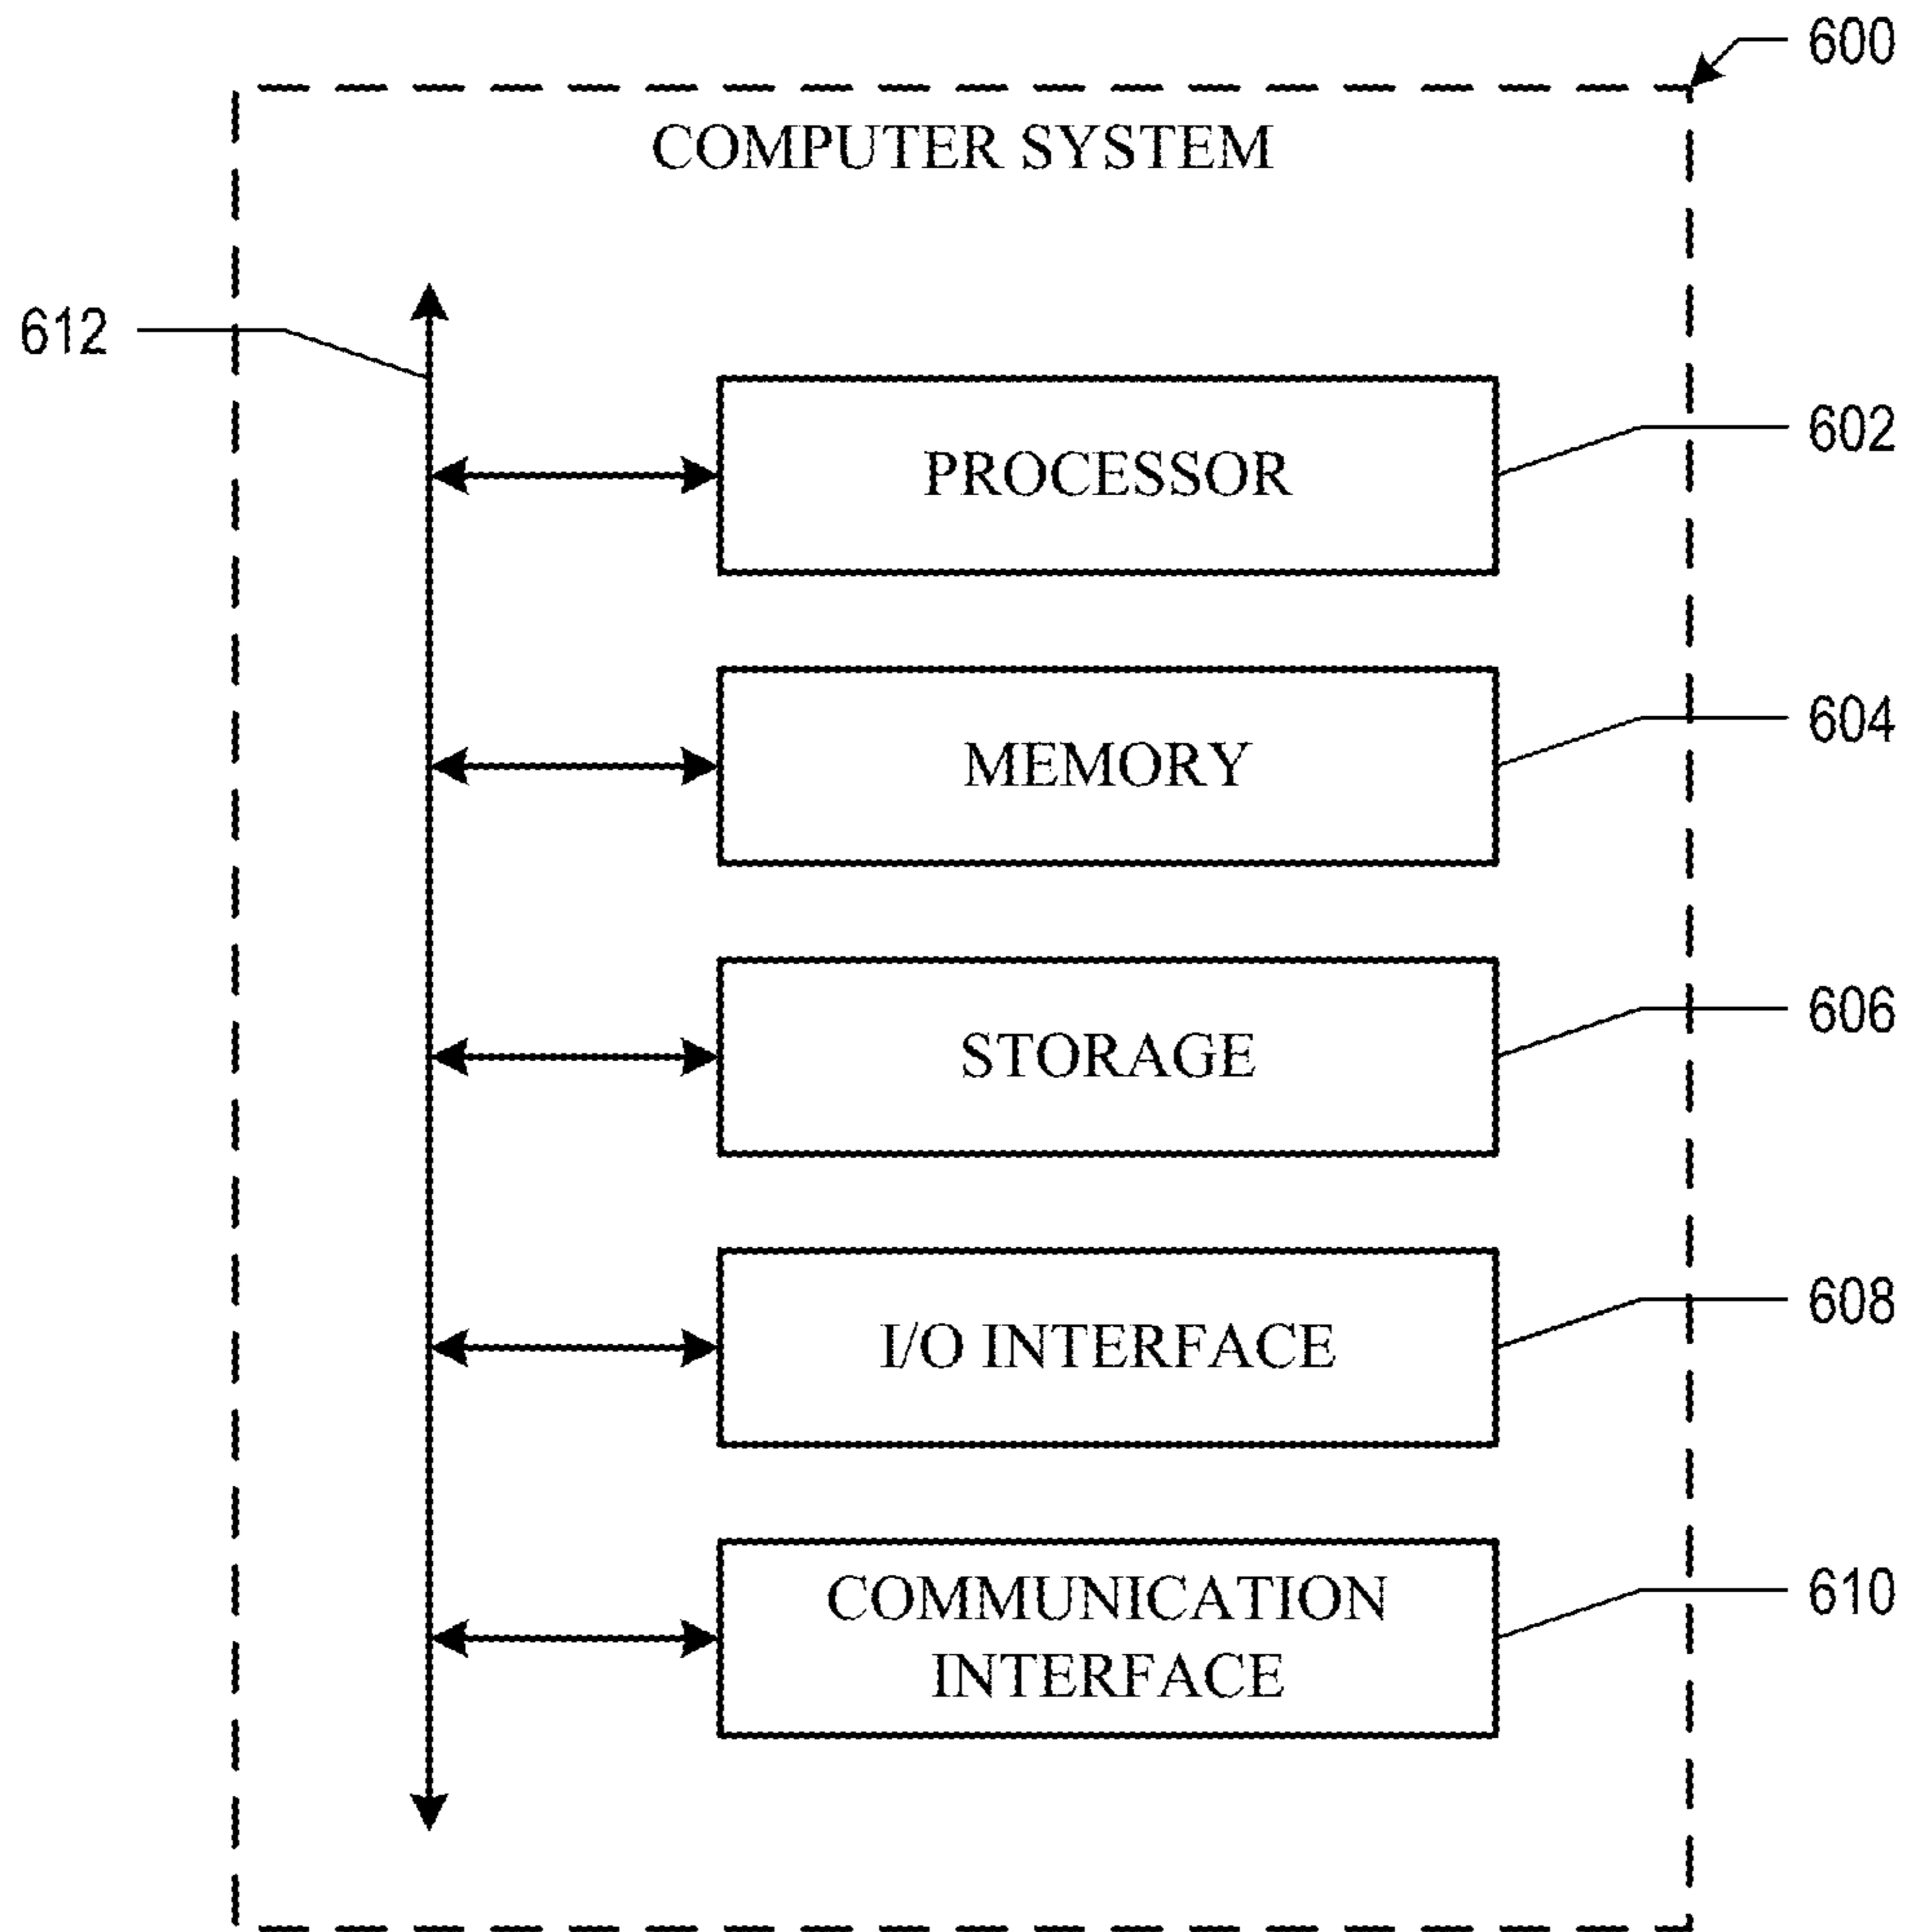 600
COMPUTER SYSTEM
612
602
PROCESSOR
604
MEMORY
606
STORAGE
608
I/O INTERFACE
610
COMMUNICATION
INTERFACE